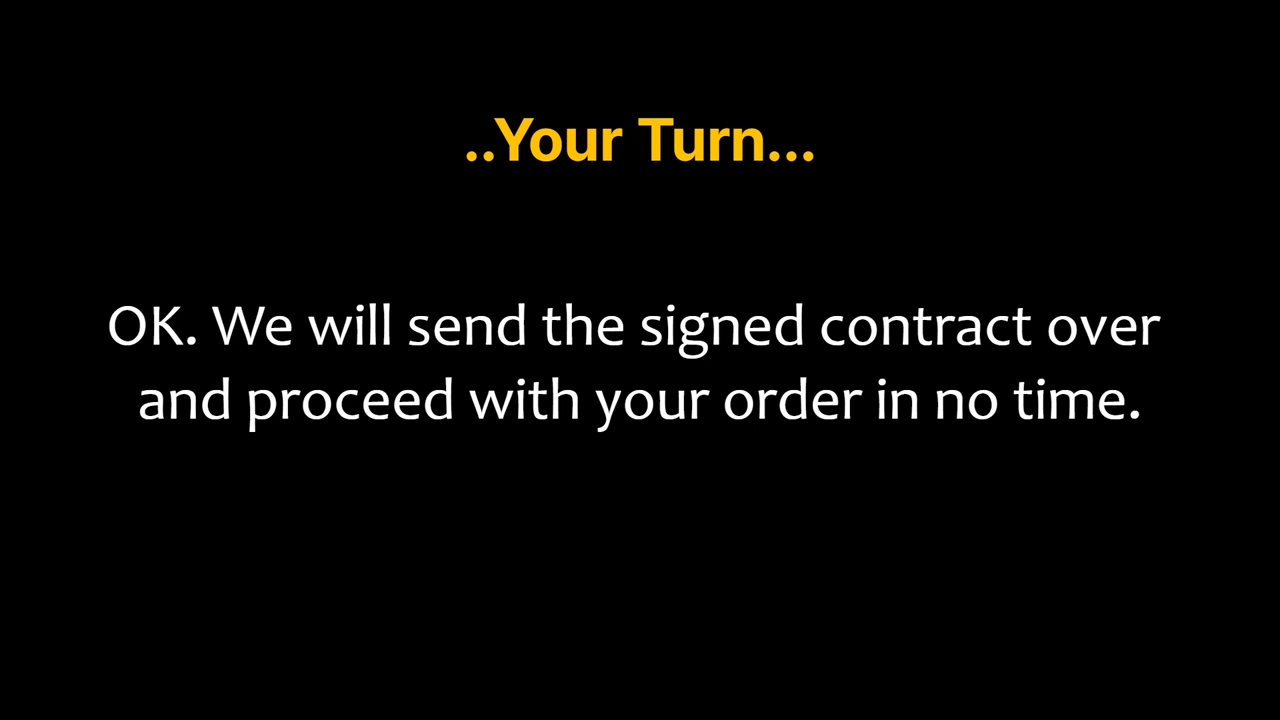 ..Your Turn...
OK. We will send the signed contract over
and proceed with your order in no time.